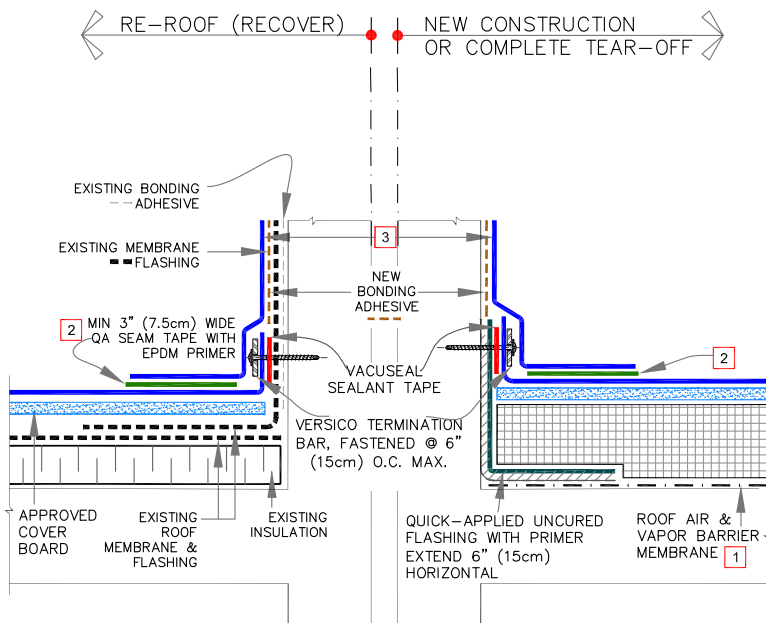 RE-ROOF (RECOVER)
NEW CONSTRUCTION
OR COMPLETE TEAR-OFF
EXISTING BONDING
ADHESIVE
EXISTING MEMBRANE
FLASHING
3
NEW
BONDING
ADHESIVE
2
MIN 3" (7.5cm) WIDE
QA SEAM TAPE WITH
EPDM PRIMER
2
VACUSEAL
SEALANT TAPE
VERSICO TERMINATION
BAR, FASTENED @ 6"
(15cm) O.C. MAX.
APPROVED
COVER
BOARD
EXISTING
ROOF
MEMBRANE &
FLASHING
EXISTING
INSULATION
QUICK-APPLIED UNCURED
FLASHING WITH PRIMER
EXTEND 6" (15cm)
HORIZONTAL
ROOF AIR &
VAPOR BARRIER
MEMBRANE 1